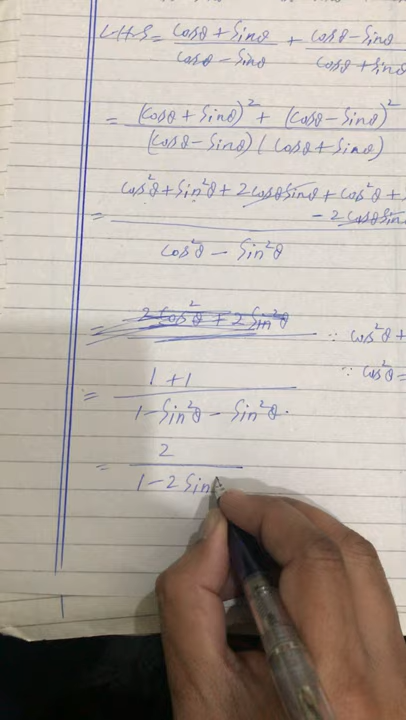 LHS = (cosθ + sinθ)/(cosθ - sinθ) + (cosθ - sinθ)/(cosθ + sinθ)
= ((cosθ + sinθ)² + (cosθ - sinθ)²)/((cosθ - sinθ)(cosθ + sinθ))
= (cos²θ + sin²θ + 2cosθsinθ + cos²θ + - 2cosθsin)/(cos²θ - sin²θ)
= 2cos²θ + 2sin²θ ∵ cos²θ +
∵ cos²θ =
= (1 + 1)/(1 - sin²θ - sin²θ.)
= 2/(1 - 2 sin)